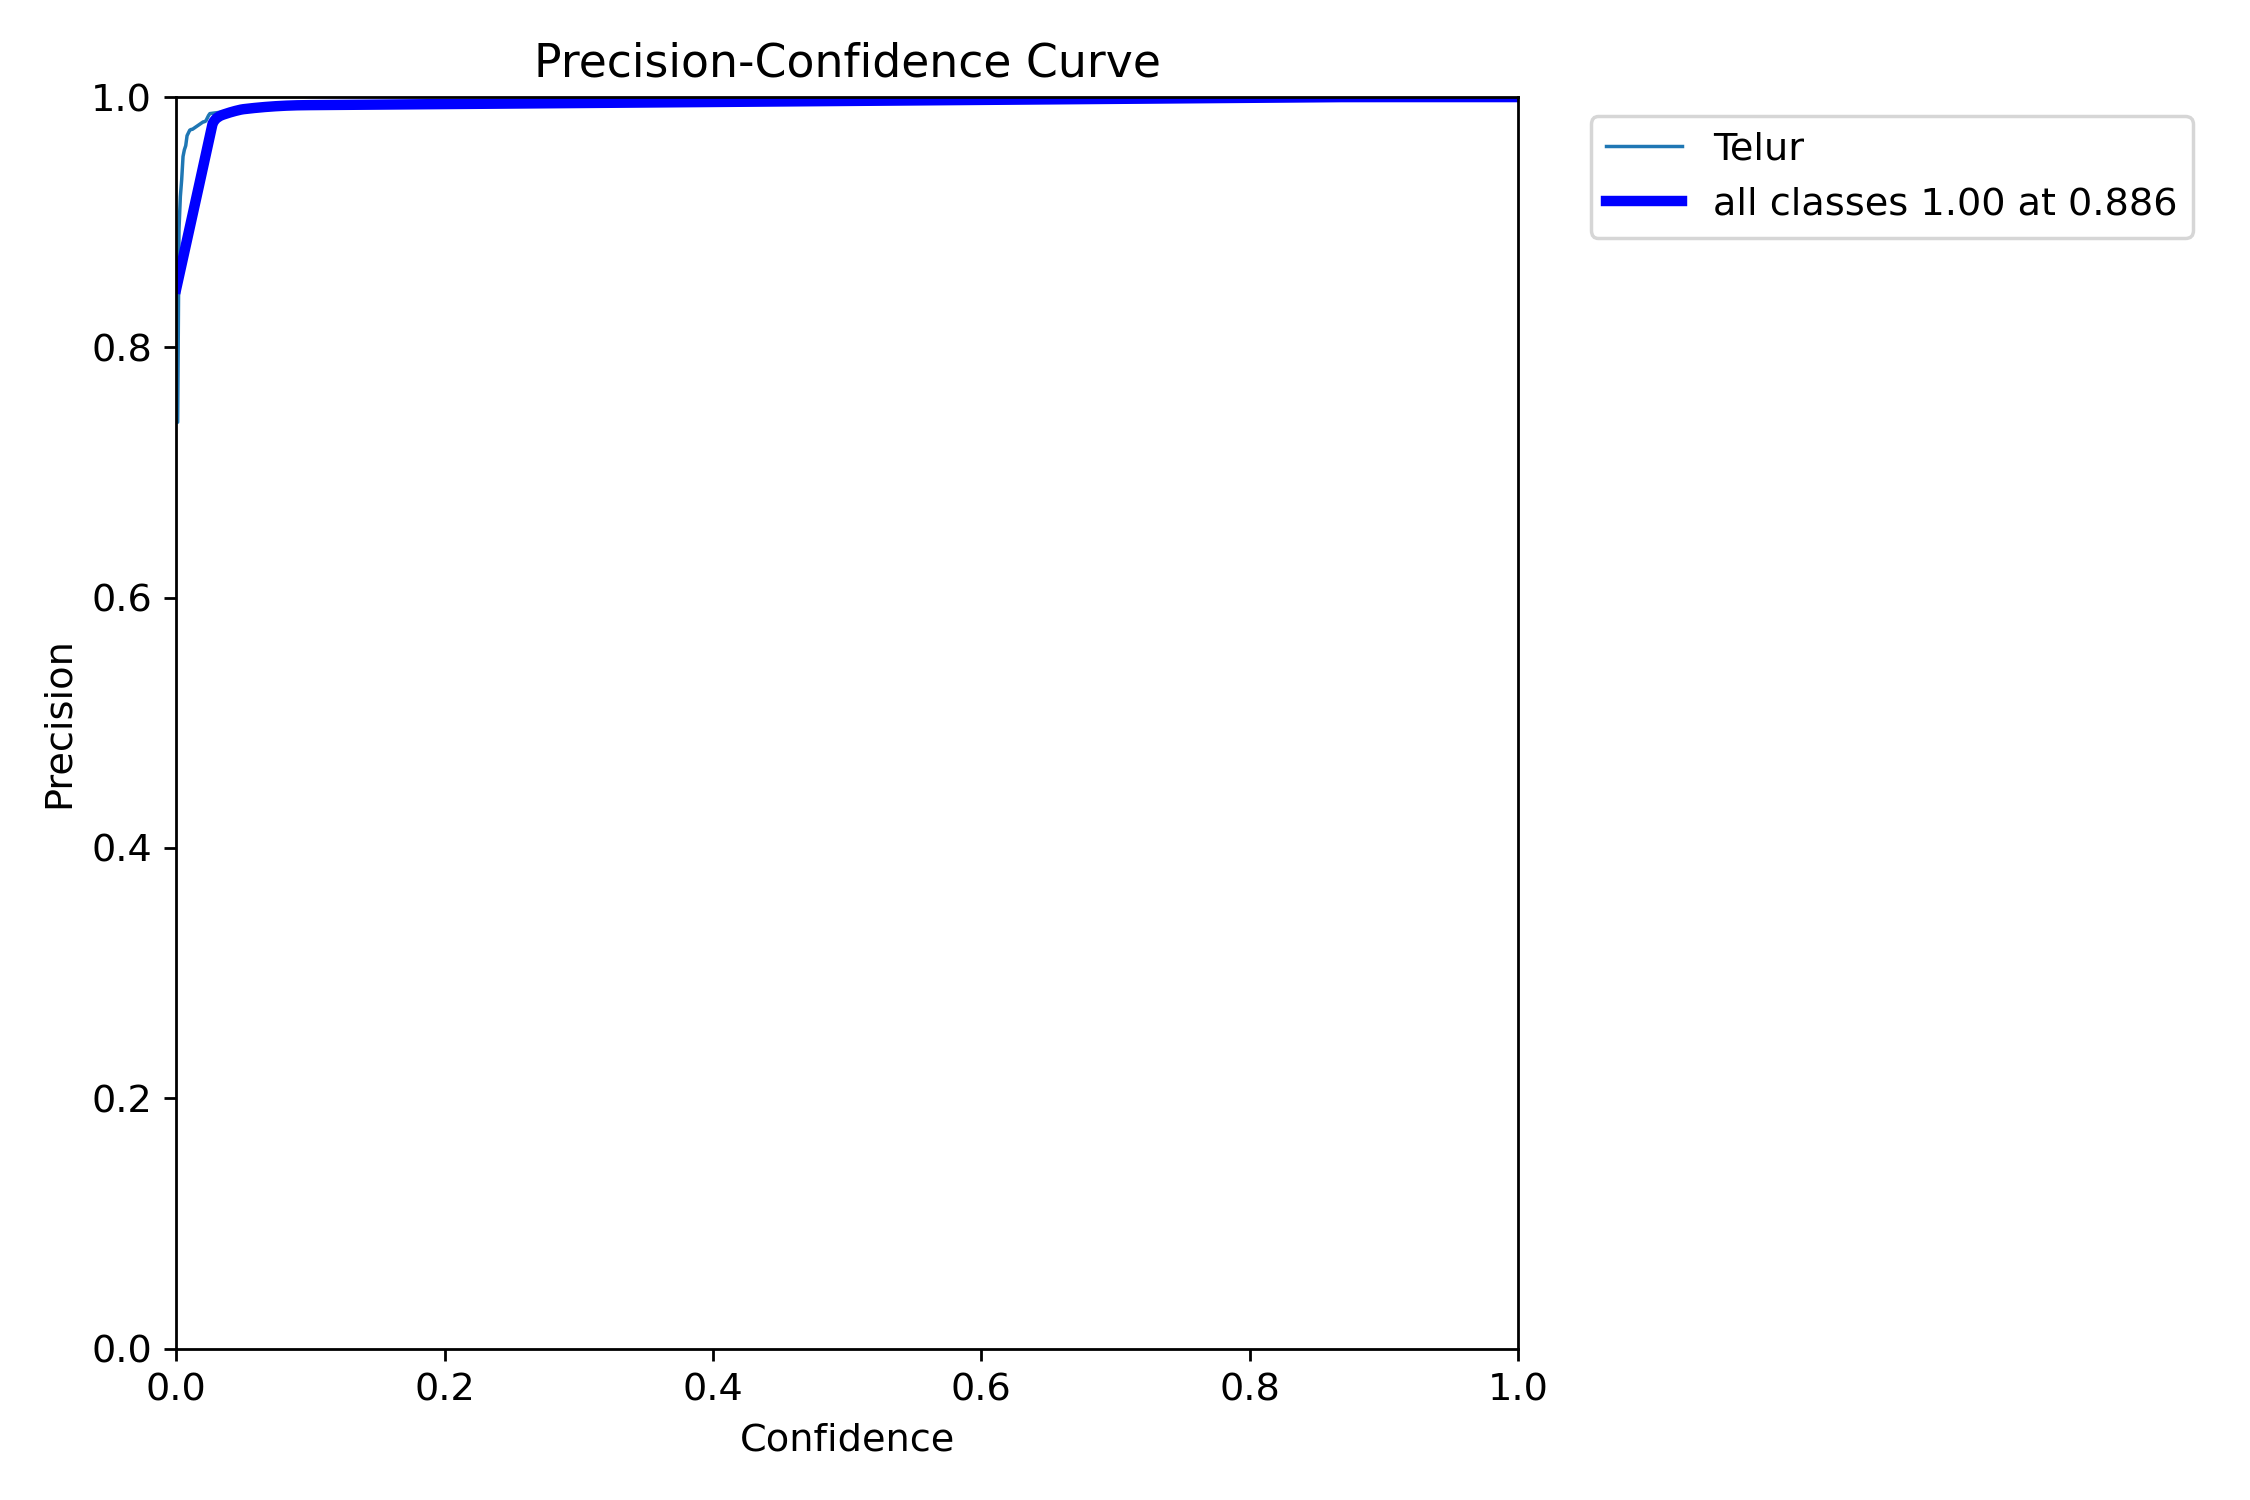 Precision-Confidence Curve
1.0
0.8
0.6
0.4
0.2
0.0
Precision
0.0 0.2 0.4 0.6 0.8 1.0
Confidence
Telur
all classes 1.00 at 0.886